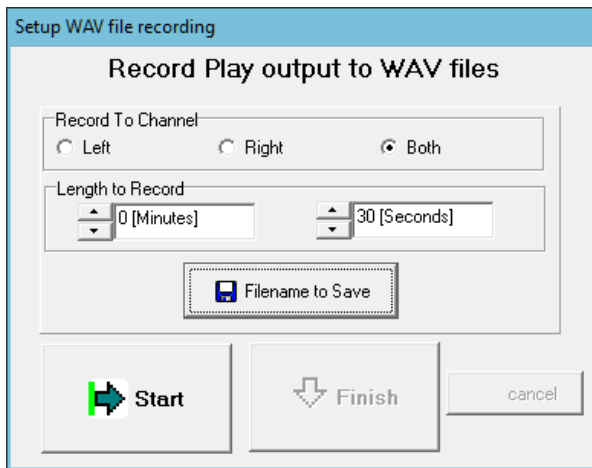 Setup WAV file recording
Record Play output to WAV files
Record To Channel
Left Right Both
Length to Record
0 [Minutes] 30 [Seconds]
Filename to Save
Start Finish cancel